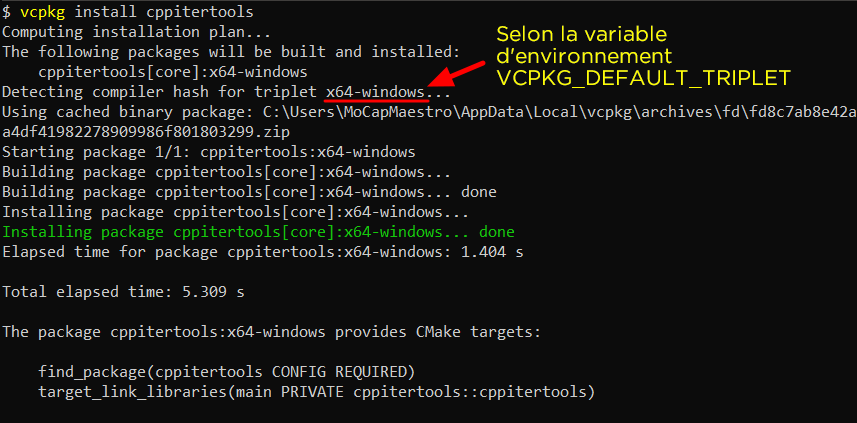 $ vcpkg install cppitertools
Computing installation plan...
The following packages will be built and installed:
    cppitertools[core]:x64-windows
Detecting compiler hash for triplet x64-windows...
Selon la variable
d'environnement
VCPKG_DEFAULT_TRIPLET
Using cached binary package: C:\Users\MoCapMaestro\AppData\Local\vcpkg\archives\fd\fd8c7ab8e42a
a4df41982278909986f801803299.zip
Starting package 1/1: cppitertools:x64-windows
Building package cppitertools[core]:x64-windows...
Building package cppitertools[core]:x64-windows... done
Installing package cppitertools[core]:x64-windows...
Installing package cppitertools[core]:x64-windows... done
Elapsed time for package cppitertools:x64-windows: 1.404 s

Total elapsed time: 5.309 s

The package cppitertools:x64-windows provides CMake targets:

    find_package(cppitertools CONFIG REQUIRED)
    target_link_libraries(main PRIVATE cppitertools::cppitertools)